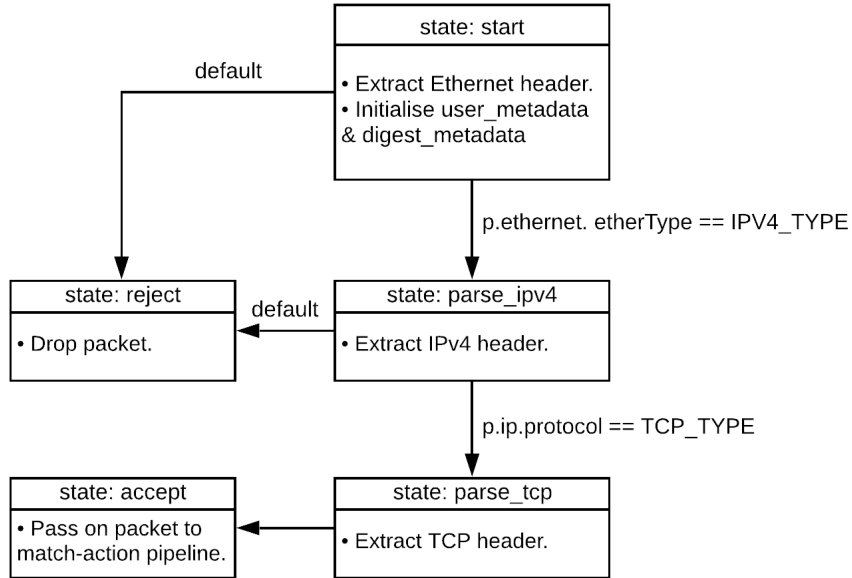 state: start
default
• Extract Ethernet header.
• Initialise user_metadata
& digest_metadata
p.ethernet. etherType == IPV4_TYPE
state: reject
• Drop packet.
default
state: parse_ipv4
• Extract IPv4 header.
p.ip.protocol == TCP_TYPE
state: accept
• Pass on packet to
match-action pipeline.
state: parse_tcp
• Extract TCP header.